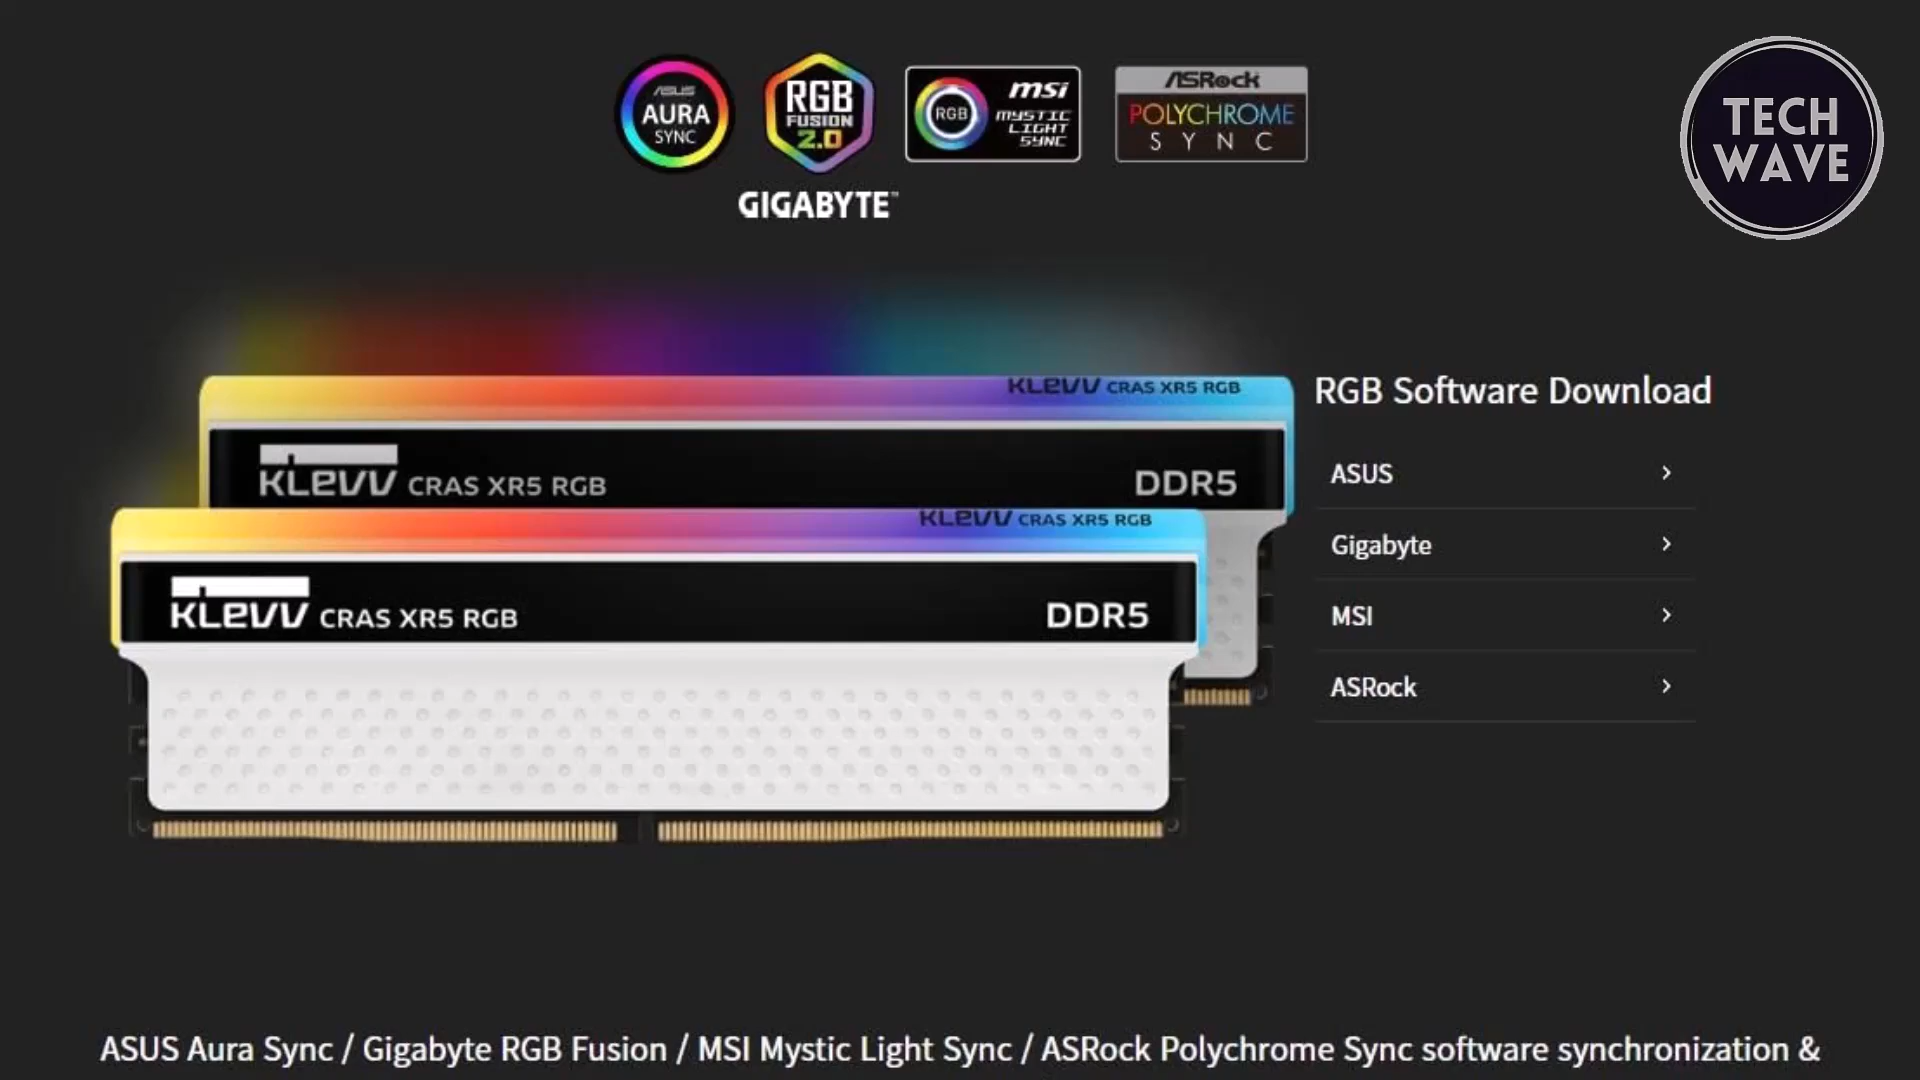 ASUS
AURA
SYNC
RGB
FUSION
2.0
GIGABYTE™
RGB
msi
MYSTIC
LIGHT
SYNC
ASRock
POLYCHROME
SYNC
TECH
WAVE
KLEVV CRAS XR5 RGB
KLEVV CRAS XR5 RGB
DDR5
KLEVV CRAS XR5 RGB
KLEVV CRAS XR5 RGB
DDR5
RGB Software Download
ASUS
Gigabyte
MSI
ASRock
ASUS Aura Sync / Gigabyte RGB Fusion / MSI Mystic Light Sync / ASRock Polychrome Sync software synchronization &